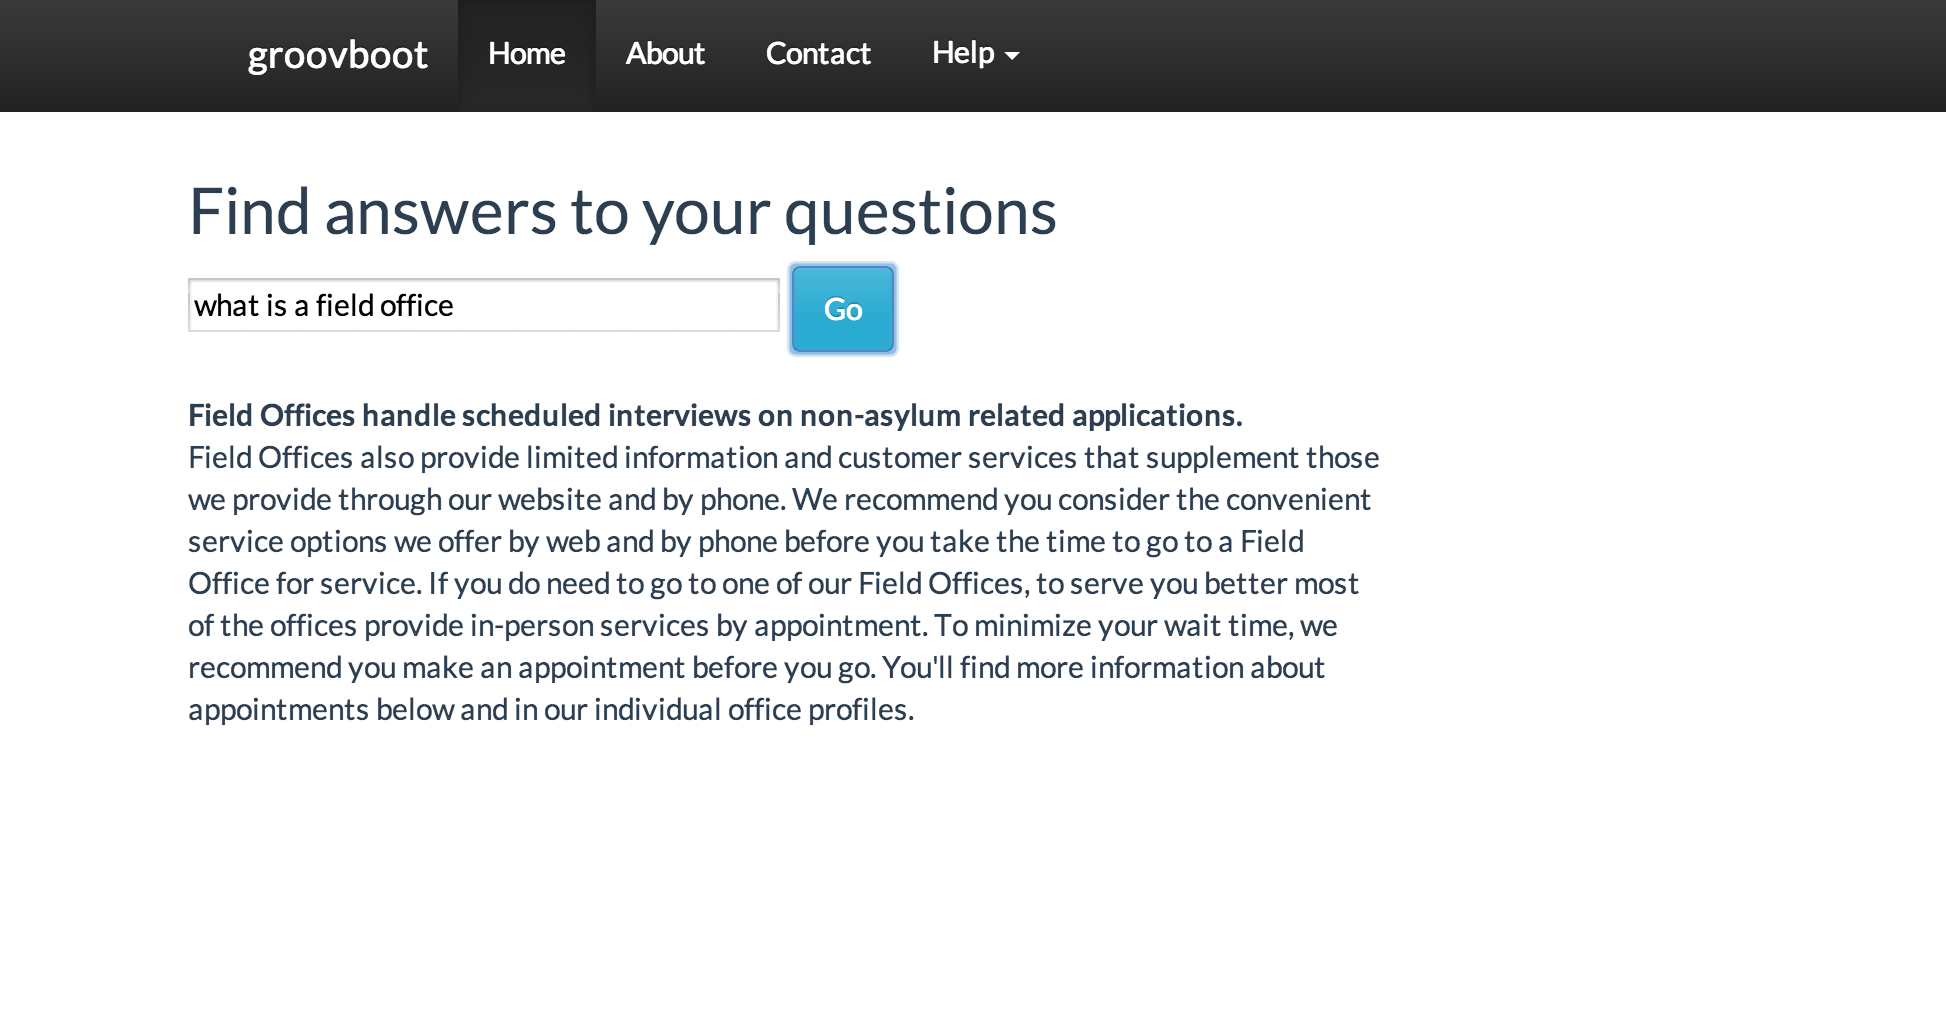 groovboot Home About Contact Help
Find answers to your questions
what is a field office Go
Field Offices handle scheduled interviews on non-asylum related applications.
Field Offices also provide limited information and customer services that supplement those
we provide through our website and by phone. We recommend you consider the convenient
service options we offer by web and by phone before you take the time to go to a Field
Office for service. If you do need to go to one of our Field Offices, to serve you better most
of the offices provide in-person services by appointment. To minimize your wait time, we
recommend you make an appointment before you go. You'll find more information about
appointments below and in our individual office profiles.